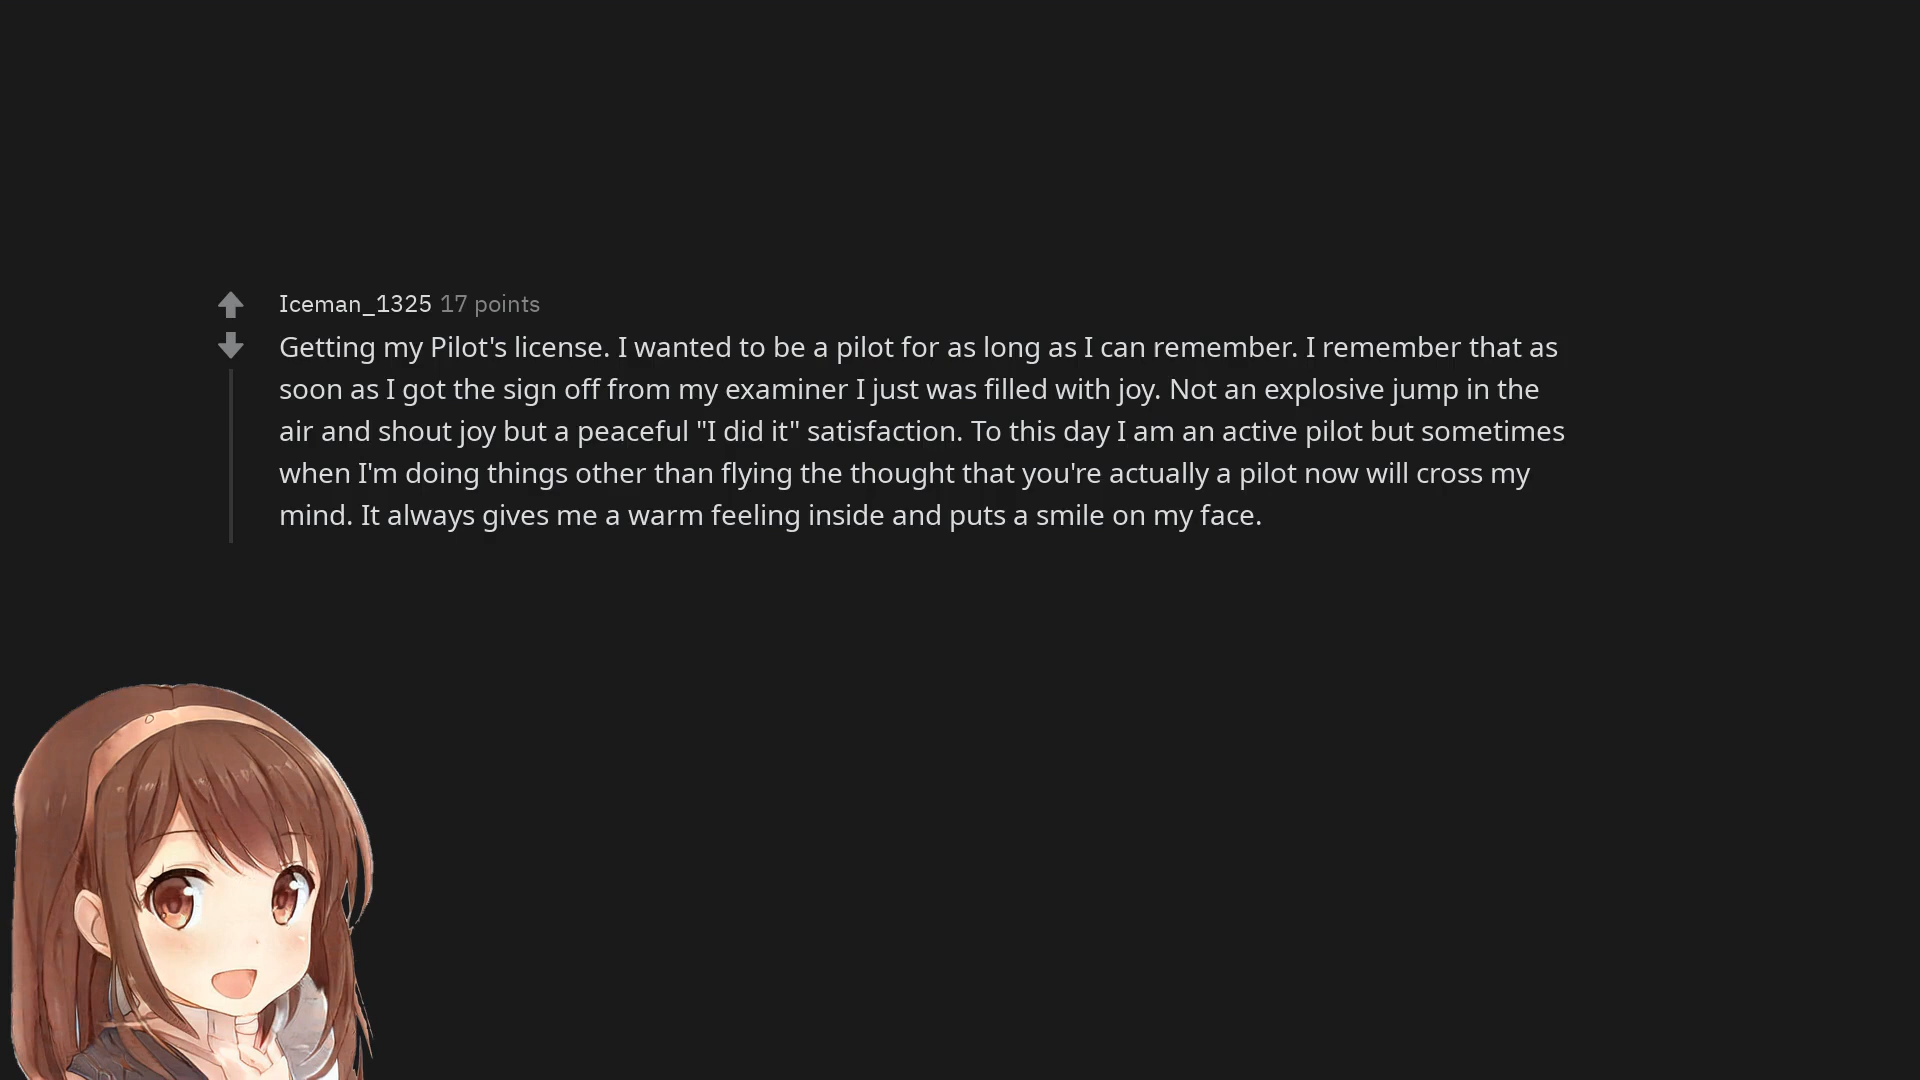 Iceman_1325 17 points
Getting my Pilot's license. I wanted to be a pilot for as long as I can remember. I remember that as
soon as I got the sign off from my examiner I just was filled with joy. Not an explosive jump in the
air and shout joy but a peaceful "I did it" satisfaction. To this day I am an active pilot but sometimes
when I'm doing things other than flying the thought that you're actually a pilot now will cross my
mind. It always gives me a warm feeling inside and puts a smile on my face.